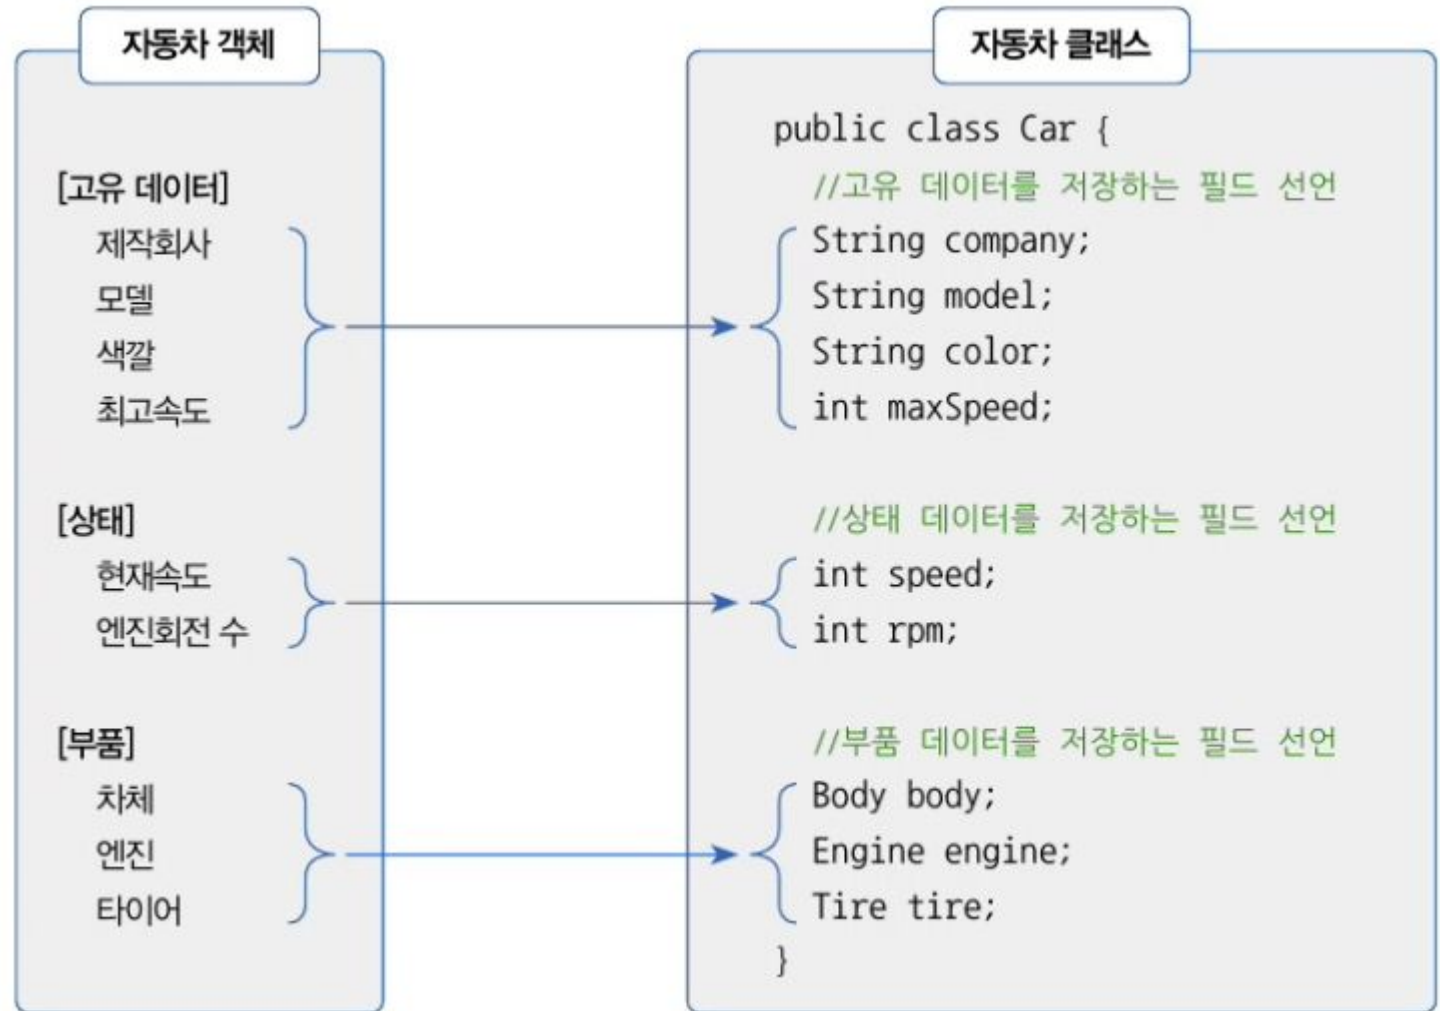 자동차 객체
[고유 데이터]
제작회사
모델
색깔
최고속도
[상태]
현재속도
엔진회전 수
[부품]
차체
엔진
타이어
자동차 클래스
public class Car {
//고유 데이터를 저장하는 필드 선언
String company;
String model;
String color;
int maxSpeed;
//상태 데이터를 저장하는 필드 선언
int speed;
int rpm;
//부품 데이터를 저장하는 필드 선언
Body body;
Engine engine;
Tire tire;
}